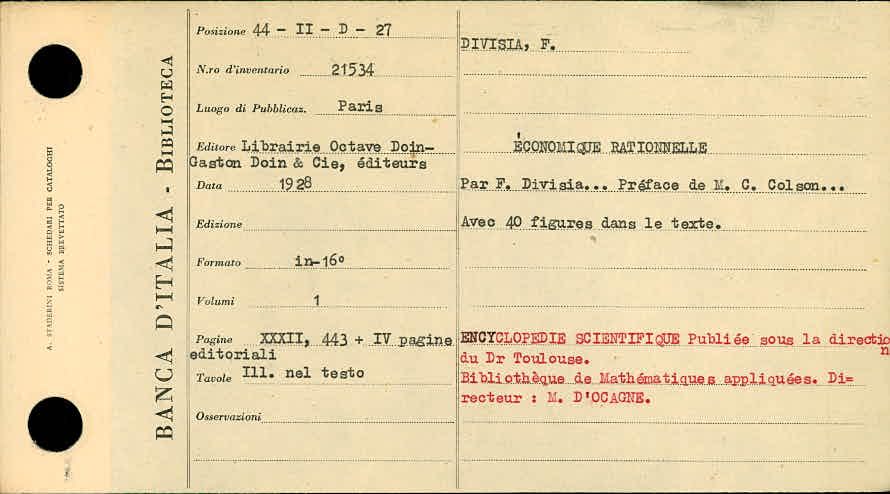 A. STADERINI ROMA - SCHEDARI PER CATALOGHI
SISTEMA BREVETTATO
BANCA D'ITALIA - BIBLIOTECA
Posizione 44 - II - D - 27
N.ro d'inventario 21534
Luogo di Pubblicaz. Paris
Editore Librairie Octave Doin-
Gaston Doin & Cie, éditeurs
Data 1928
Edizione
Formato in-16º
Volumi 1
Pagine XXXII, 443 + IV pagine
editoriali
Tavole Ill. nel testo
Osservazioni
DIVISIA, F.
ÉCONOMIQUE RATIONNELLE
Par F. Divisia... Préface de M. C. Colson...
Avec 40 figures dans le texte.
ENCYCLOPEDIE SCIENTIFIQUE Publiée sous la direction
du Dr Toulouse.
Bibliothèque de Mathématiques appliquées. Di=
recteur : M. D'OCAGNE.